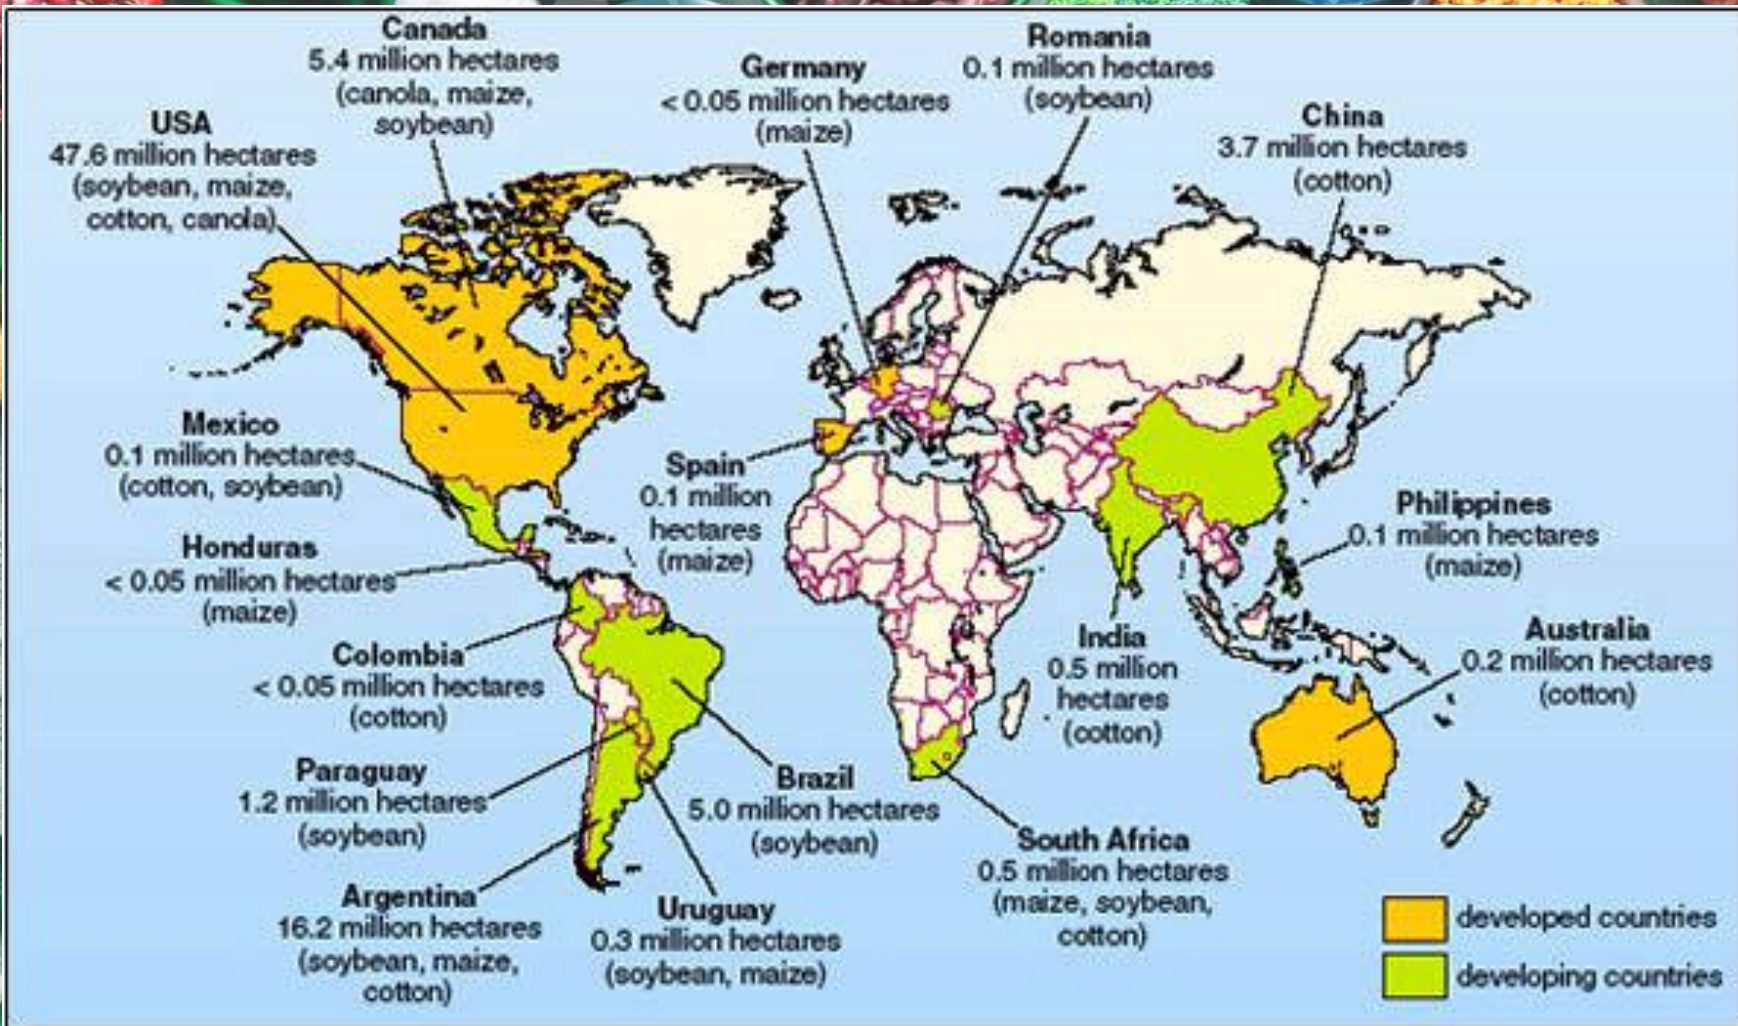 Canada
5.4 million hectares
(canola, maize,
soybean)
Germany
< 0.05 million hectares
(maize)
Romania
0.1 million hectares
(soybean)
USA
47.6 million hectares
(soybean, maize,
cotton, canola)
China
3.7 million hectares
(cotton)
Mexico
0.1 million hectares
(cotton, soybean)
Spain
0.1 million
hectares
(maize)
Philippines
0.1 million hectares
(maize)
Honduras
< 0.05 million hectares
(maize)
India
0.5 million
hectares
(cotton)
Australia
0.2 million hectares
(cotton)
Colombia
< 0.05 million hectares
(cotton)
Paraguay
1.2 million hectares
(soybean)
Brazil
5.0 million hectares
(soybean)
South Africa
0.5 million hectares
(maize, soybean,
cotton)
Argentina
16.2 million hectares
(soybean, maize,
cotton)
Uruguay
0.3 million hectares
(soybean, maize)
developed countries
developing countries